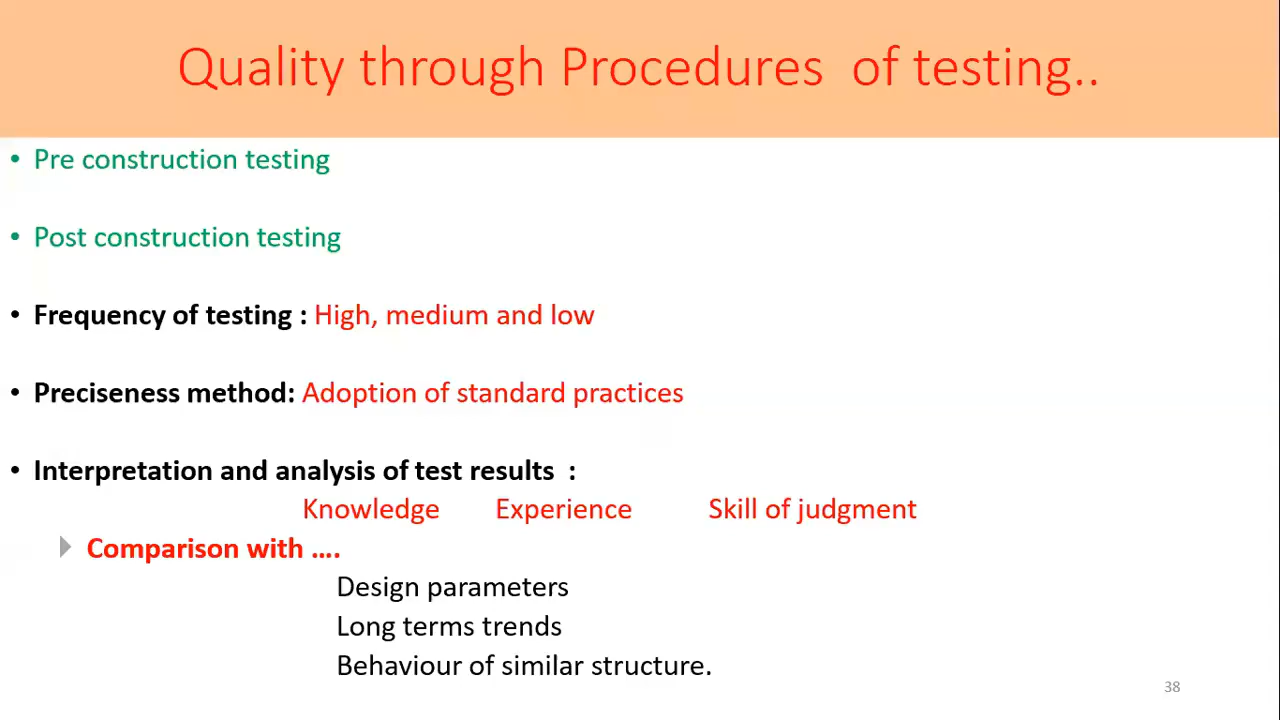 Quality through Procedures of testing..
• Pre construction testing
• Post construction testing
• Frequency of testing : High, medium and low
• Preciseness method: Adoption of standard practices
• Interpretation and analysis of test results :
Knowledge Experience Skill of judgment
Comparison with ....
Design parameters
Long terms trends
Behaviour of similar structure.
38